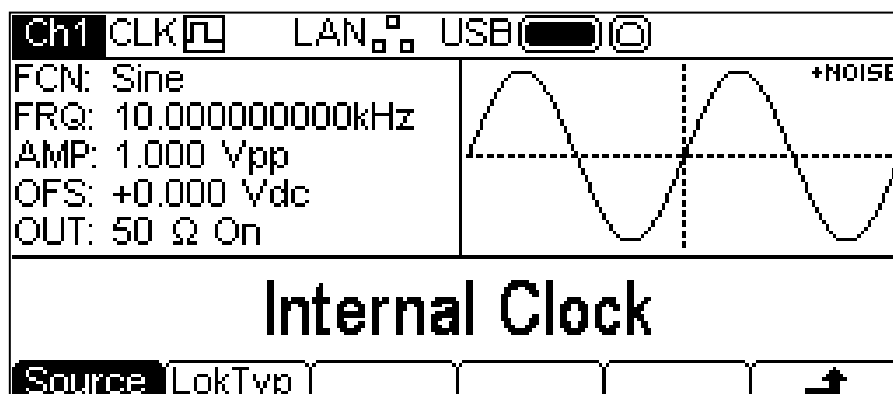 Ch1 CLK LAN USB
FCN: Sine
+NOISE
FRQ: 10.000000000kHz
AMP: 1.000 Vpp
OFS: +0.000 Vdc
OUT: 50 Ω On
Internal Clock
Source LokTyp